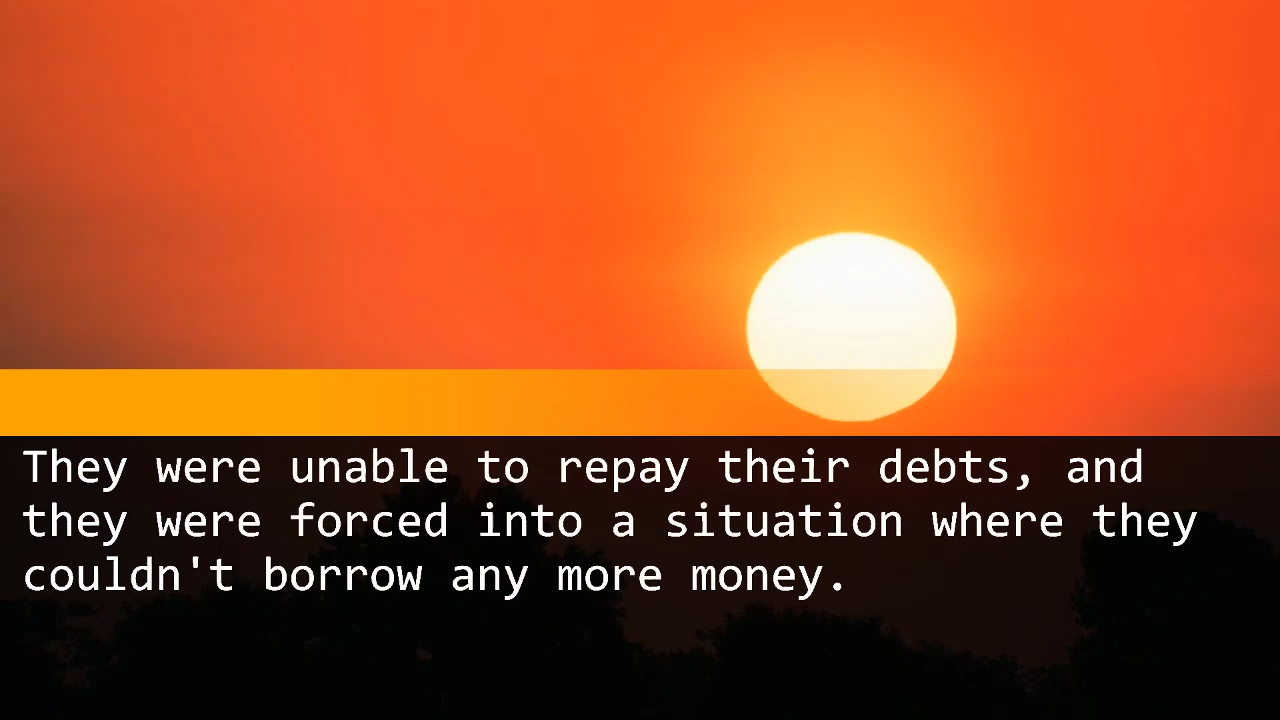 They were unable to repay their debts, and
they were forced into a situation where they
couldn't borrow any more money.